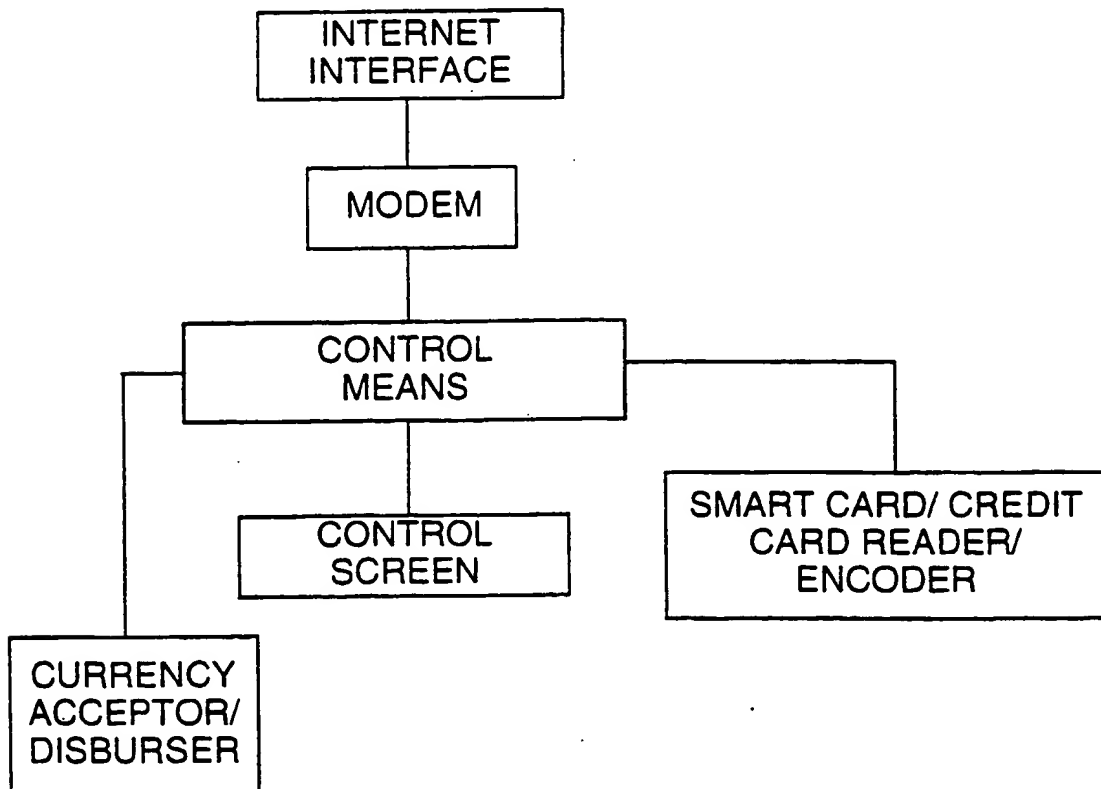 INTERNET
INTERFACE
MODEM
CONTROL
MEANS
CONTROL
SCREEN
SMART CARD/ CREDIT
CARD READER/
ENCODER
CURRENCY
ACCEPTOR/
DISBURSER